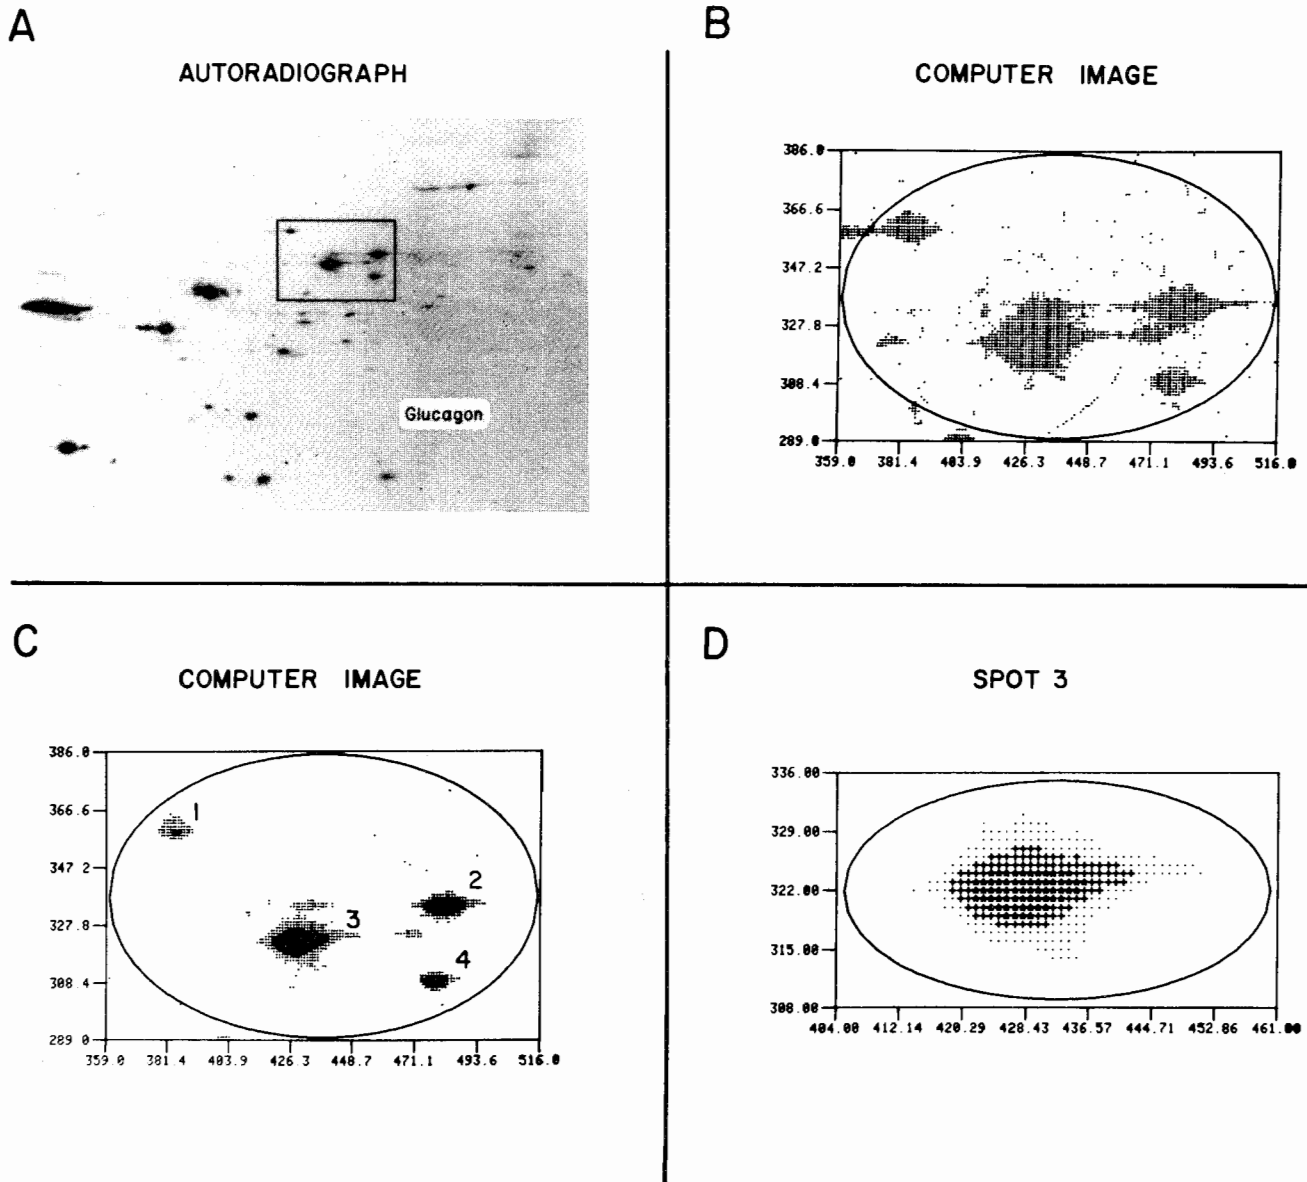 A
AUTORADIOGRAPH
Glucagon
B
COMPUTER IMAGE
386.0
366.6
347.2
327.8
308.4
289.0
359.0 381.4 403.9 426.3 448.7 471.1 493.6 516.0
C
COMPUTER IMAGE
386.0
366.6
347.2
327.8
308.4
289.0
1
2
3
4
359.0 381.4 403.9 426.3 448.7 471.1 493.6 516.0
D
SPOT 3
336.00
329.00
322.00
315.00
308.00
404.00 412.14 420.29 428.43 436.57 444.71 452.86 461.00